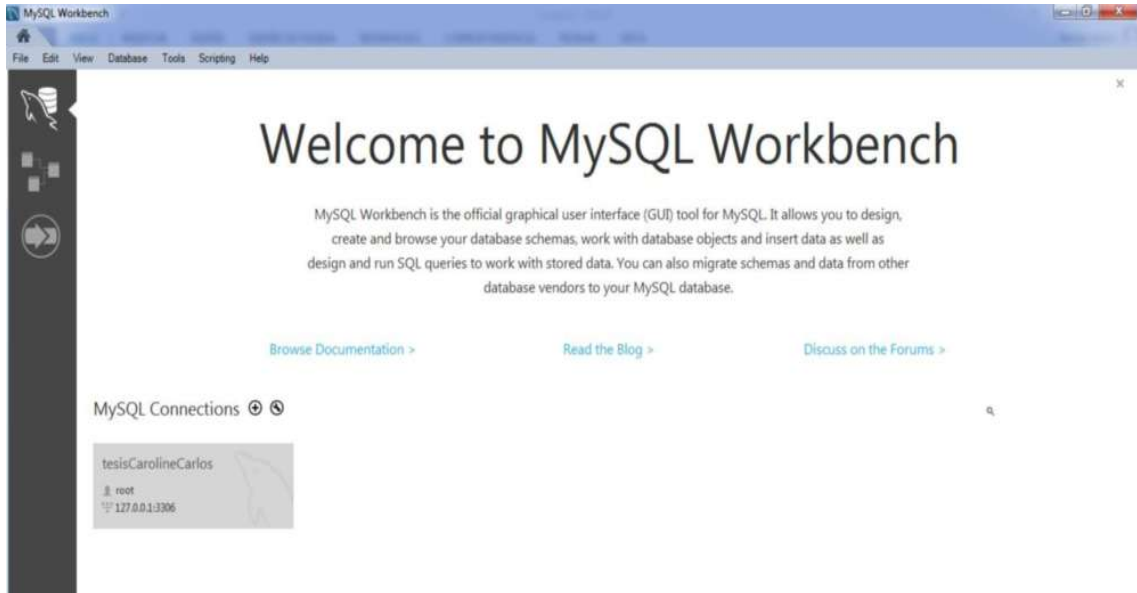 MySQL Workbench
File Edit View Database Tools Scripting Help
Welcome to MySQL Workbench
MySQL Workbench is the official graphical user interface (GUI) tool for MySQL. It allows you to design,
create and browse your database schemas, work with database objects and insert data as well as
design and run SQL queries to work with stored data. You can also migrate schemas and data from other
database vendors to your MySQL database.
Browse Documentation > Read the Blog > Discuss on the Forums >
MySQL Connections
tesisCarolineCarlos
root
127.0.0.1:3306